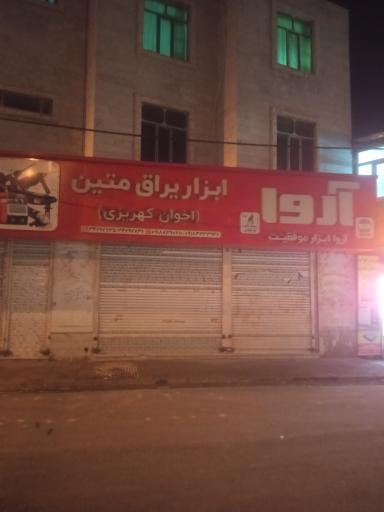 آروا
آروا ابزار موفقیت
ابزار یراق متین
(اخوان کهریزی)